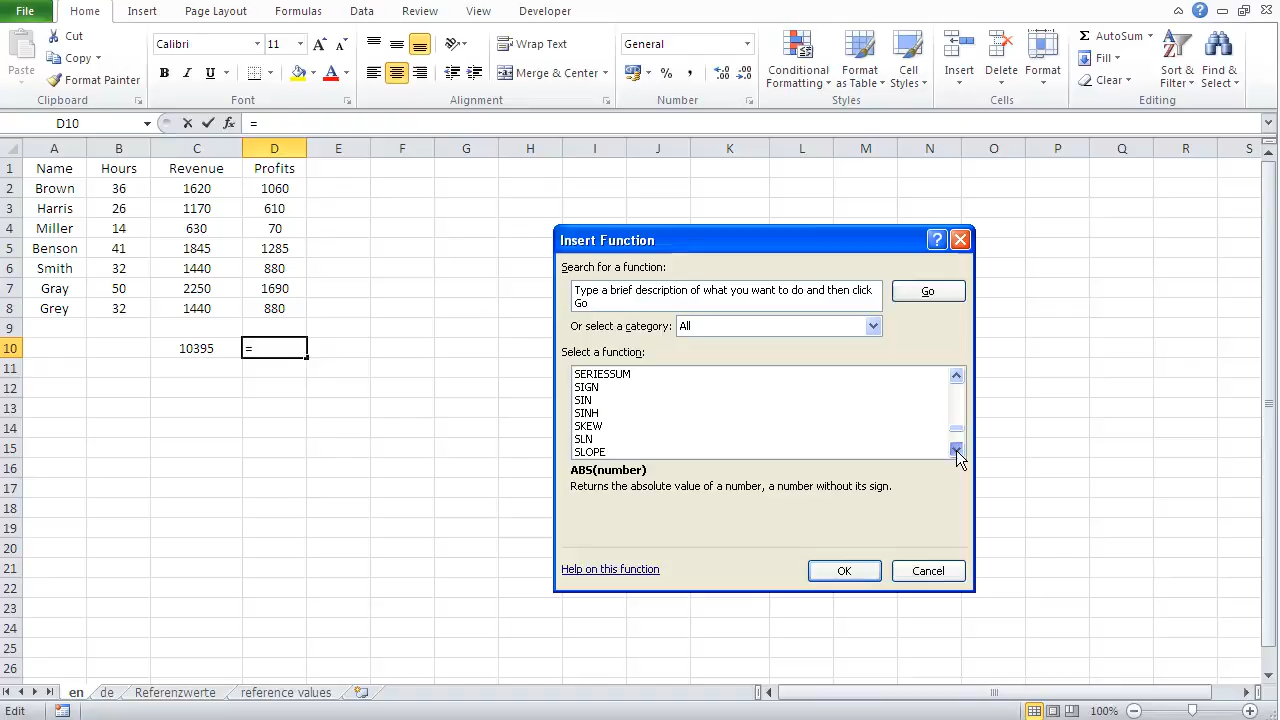 File Home Insert Page Layout Formulas Data Review View Developer
Paste Cut Copy Format Painter
Calibri 11 A A
B I U A
Wrap Text
Merge & Center
General
% ,
Conditional Formatting Format as Table Cell Styles
Insert Delete Format
AutoSum Fill Clear
Sort & Filter Find & Select
Clipboard Font Alignment Number Styles Cells Editing
D10 fx =
A B C D E F G H I J K L M N O P Q R S
1 Name Hours Revenue Profits
2 Brown 36 1620 1060
3 Harris 26 1170 610
4 Miller 14 630 70
5 Benson 41 1845 1285
6 Smith 32 1440 880
7 Gray 50 2250 1690
8 Grey 32 1440 880
9
10 10395 =
11
12
13
14
15
16
17
18
19
20
21
22
23
24
25
26
Insert Function
Search for a function:
Type a brief description of what you want to do and then click
Go
Go
Or select a category: All
Select a function:
SERIESSUM
SIGN
SIN
SINH
SKEW
SLN
SLOPE
ABS(number)
Returns the absolute value of a number, a number without its sign.
Help on this function OK Cancel
en de Referenzwerte reference values
Edit 100%